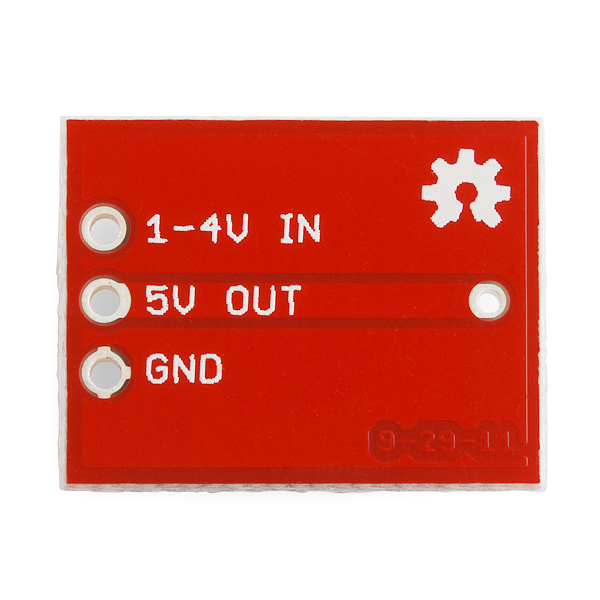 1-4V IN
5V OUT
GND
9-29-11